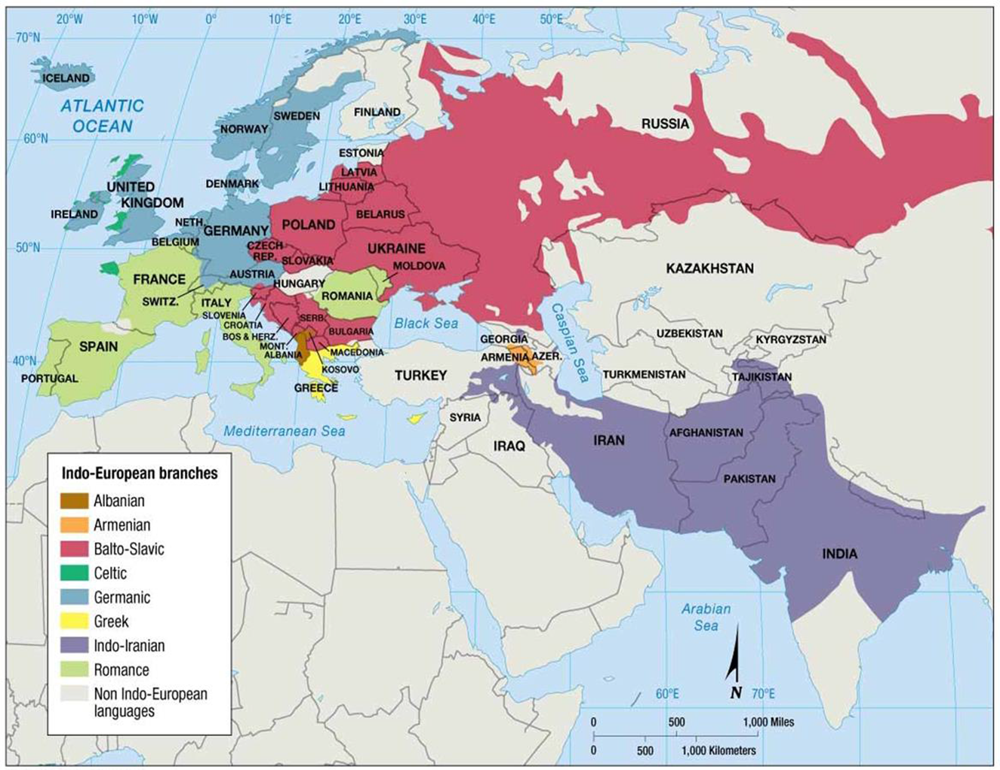 20°W
10°W
0°
10°E
20°E
30°E
40°E
50°E
70°N
ICELAND
ATLANTIC
OCEAN
60°N
NORWAY
SWEDEN
FINLAND
RUSSIA
ESTONIA
LATVIA
LITHUANIA
DENMARK
UNITED
KINGDOM
IRELAND
NETH.
GERMANY
POLAND
BELARUS
BELGIUM
50°N
CZECH
REP.
SLOVAKIA
UKRAINE
MOLDOVA
FRANCE
AUSTRIA
HUNGARY
ROMANIA
KAZAKHSTAN
SWITZ.
ITALY
SLOVENIA
CROATIA
BOS & HERZ.
SERB.
BULGARIA
MONT.
ALBANIA
MACEDONIA
KOSOVO
GREECE
Black Sea
Caspian Sea
GEORGIA
ARMENIA
AZER.
UZBEKISTAN
KYRGYZSTAN
TURKMENISTAN
TAJIKISTAN
SPAIN
40°N
PORTUGAL
TURKEY
Mediterranean Sea
SYRIA
IRAQ
IRAN
AFGHANISTAN
PAKISTAN
INDIA
Arabian
Sea
60°E
N
70°E
0
500
1,000 Miles
0
500
1,000 Kilometers
Indo-European branches
Albanian
Armenian
Balto-Slavic
Celtic
Germanic
Greek
Indo-Iranian
Romance
Non Indo-European
languages